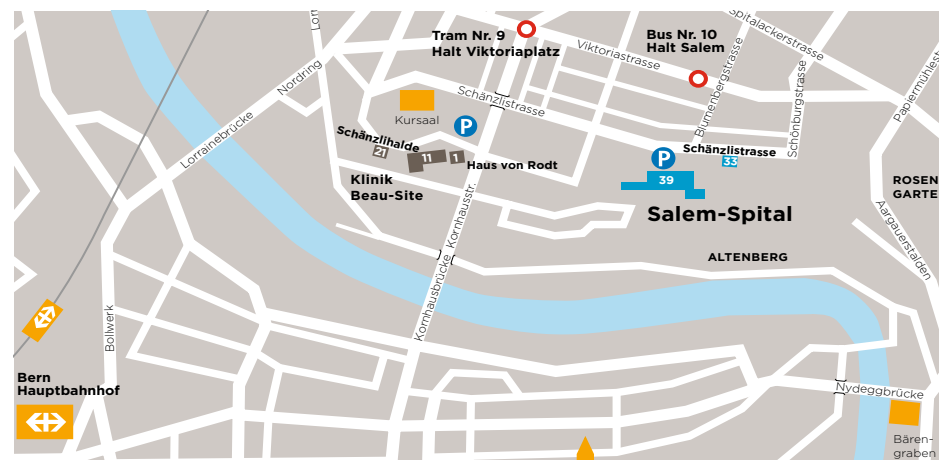 Lor
Tram Nr. 9
Halt Viktoriaplatz
Bus Nr. 10
Halt Salem
Spitalackerstrasse
Viktoriastrasse
Blumenbergstrasse
Schönburgstrasse
Papiermühlest
Nordring
Lorrainebrücke
Schänzlistrasse
Kursaal
P
Schänzlihalde
21
11
1
Haus von Rodt
Klinik
Beau-Site
P
Schänzlistrasse
33
39
Salem-Spital
ROSEN
GARTE
Aargauerstalden
ALTENBERG
Kornhausstr.
Kornhausbrücke
Bollwerk
Bern
Hauptbahnhof
Nydeggbrücke
Bären-
graben